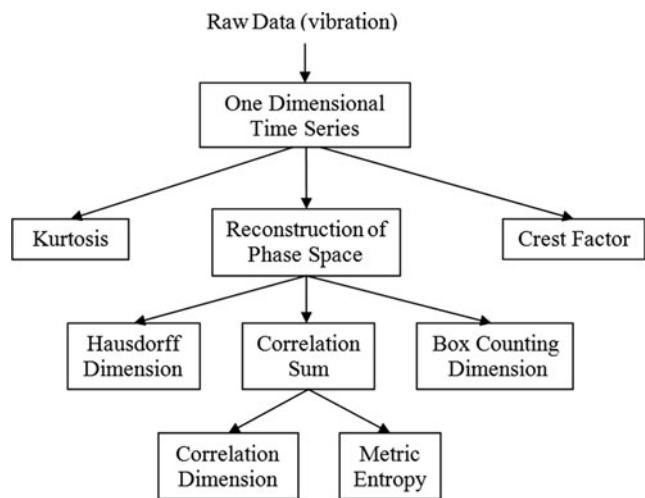 Raw Data (vibration)
One Dimensional
Time Series
Kurtosis
Reconstruction of
Phase Space
Crest Factor
Hausdorff
Dimension
Correlation
Sum
Box Counting
Dimension
Correlation
Dimension
Metric
Entropy